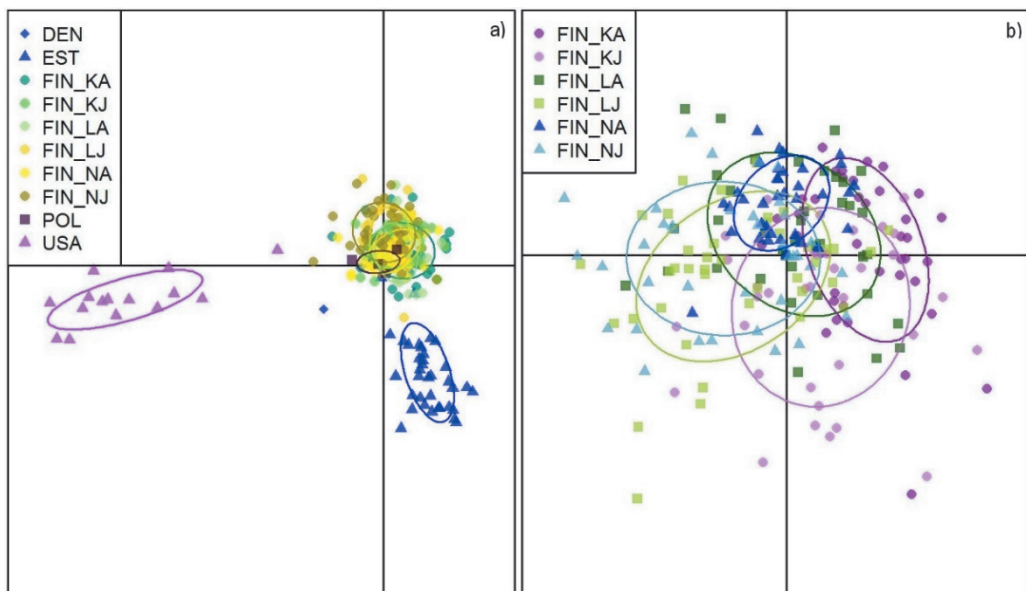 a)
DEN
EST
FIN_KA
FIN_KJ
FIN_LA
FIN_LJ
FIN_NA
FIN_NJ
POL
USA
b)
FIN_KA
FIN_KJ
FIN_LA
FIN_LJ
FIN_NA
FIN_NJ